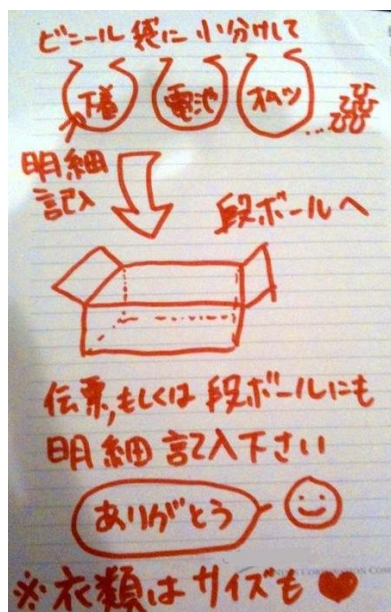 ビニール袋に小分けして
下着 電池 オムツ
…
明細
記入
段ボールへ
伝票,もしくは段ボールにも
明細記入下さい
ありがとう
※衣類はサイズも♥